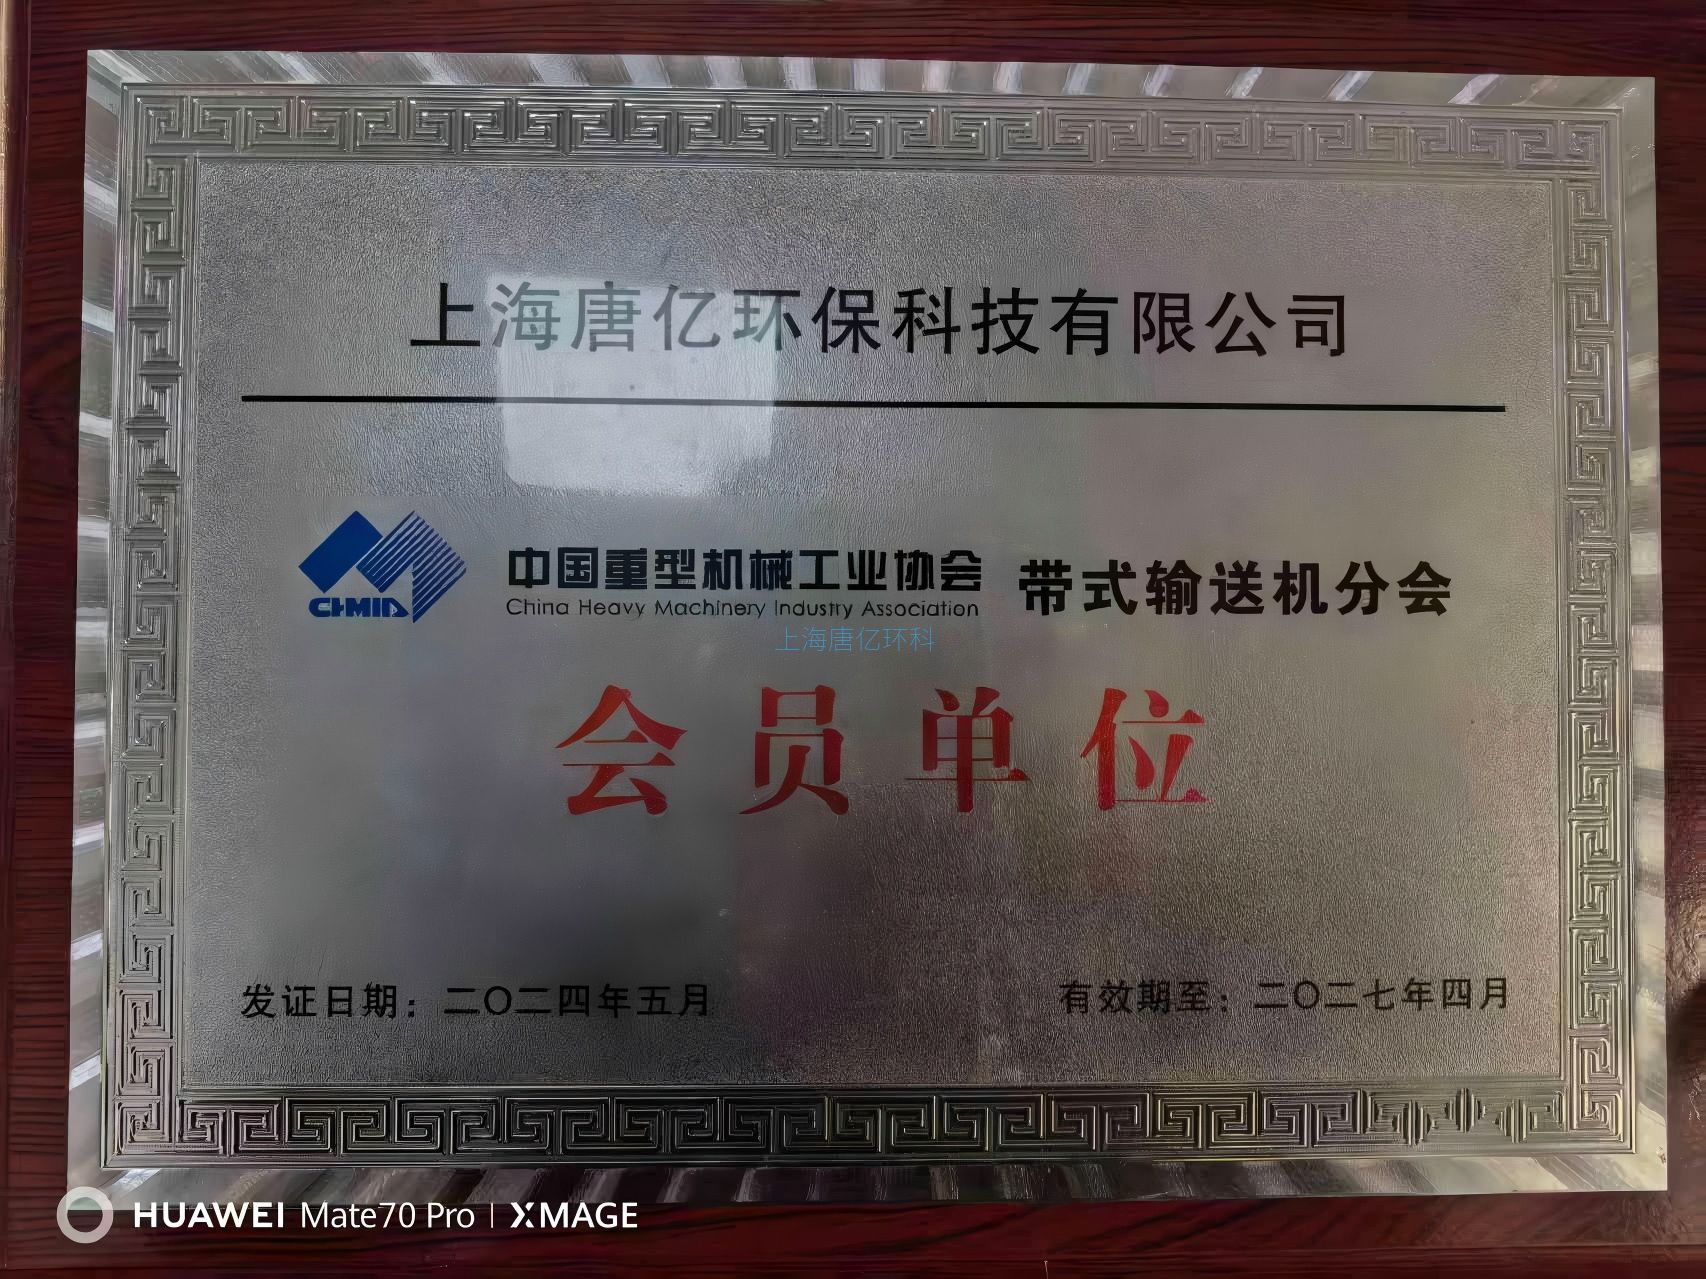 上海唐亿环保科技有限公司
中国重型机械工业协会 带式输送机分会
CHMIA China Heavy Machinery Industry Association
上海唐亿环科
会员单位
发证日期：二〇二四年五月 有效期至：二〇二七年四月
HUAWEI Mate70 Pro | XMAGE